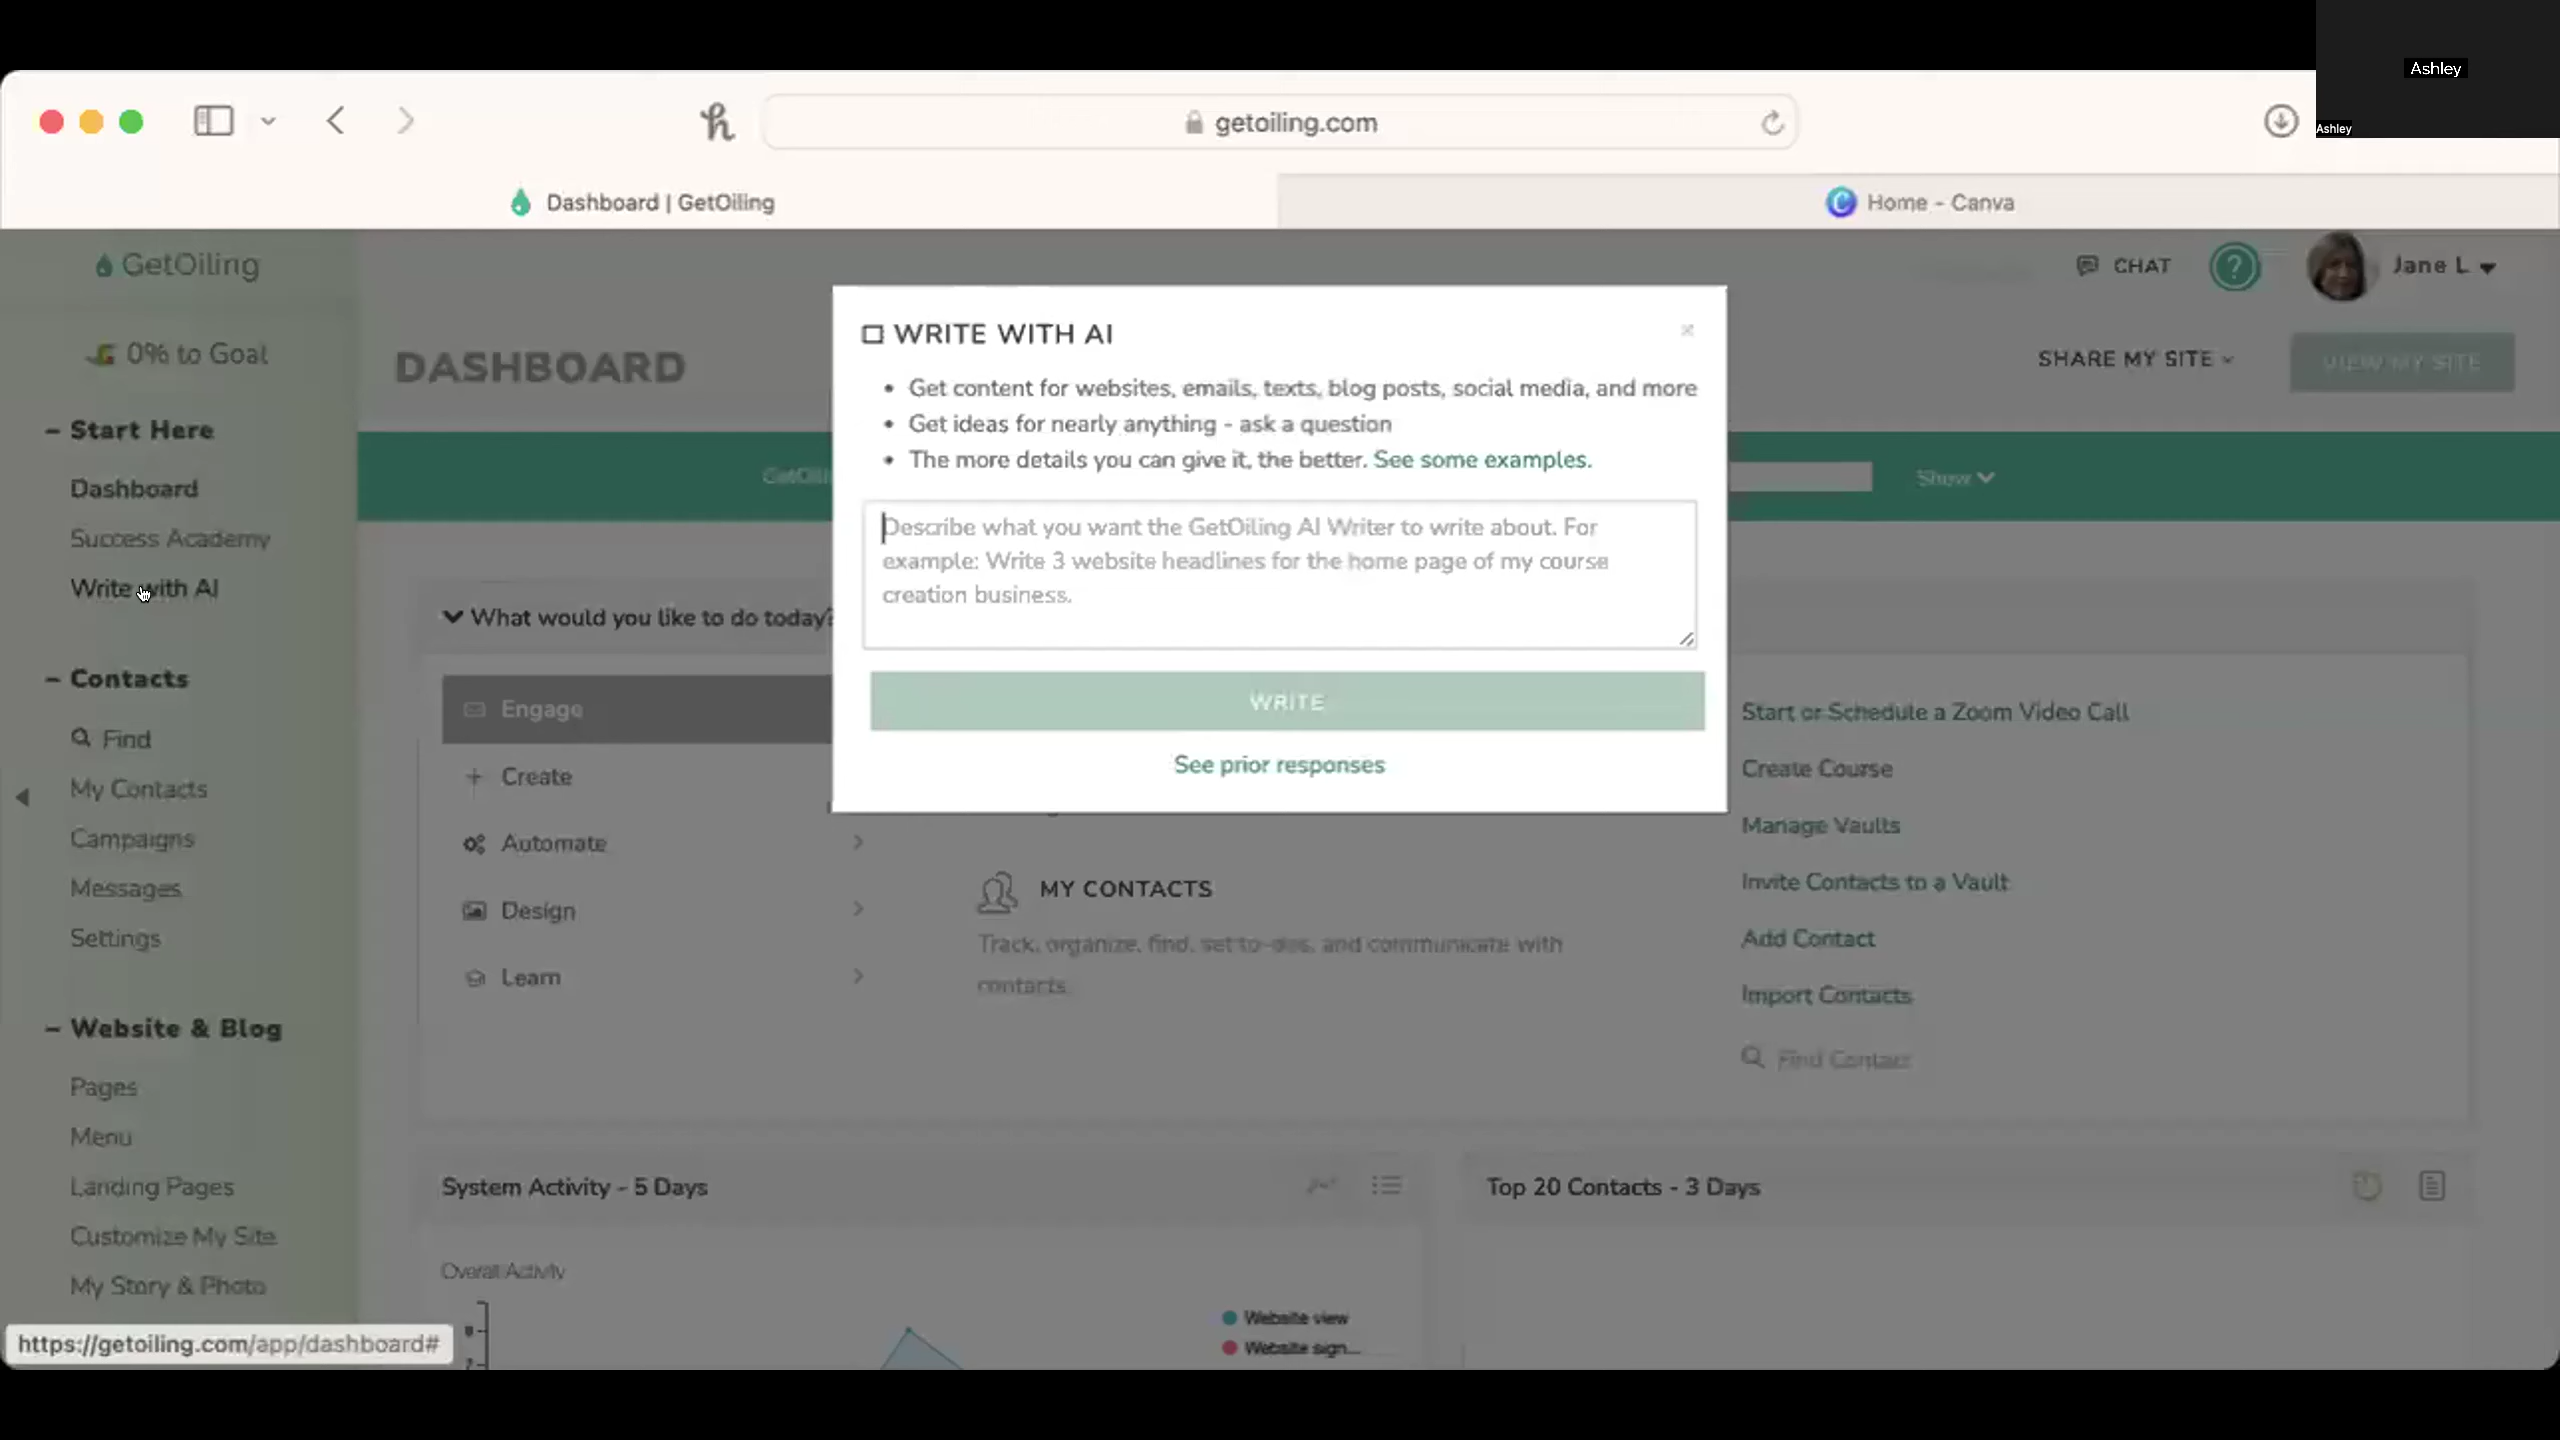 Ashley
Ashley
getoiling.com
Dashboard | GetOiling
Home - Canva
GetOiling
CHAT
?
Jane L
0% to Goal
DASHBOARD
SHARE MY SITE
VIEW MY SITE
Start Here
Dashboard
Success Academy
Write with AI
Show
WRITE WITH AI
Get content for websites, emails, texts, blog posts, social media, and more
Get ideas for nearly anything - ask a question
The more details you can give it, the better. See some examples.
Describe what you want the GetOiling AI Writer to write about. For
example: Write 3 website headlines for the home page of my course
creation business.
WRITE
See prior responses
What would you like to do today?
Engage
Create
Automate
Design
Learn
MY CONTACTS
Track, organize, find, set to-dos, and communicate with
contacts.
Start or Schedule a Zoom Video Call
Create Course
Manage Vaults
Invite Contacts to a Vault
Add Contact
Import Contacts
Find Contact
Contacts
Find
My Contacts
Campaigns
Messages
Settings
Website & Blog
Pages
Menu
Landing Pages
Customize My Site
My Story & Photo
System Activity - 5 Days
Top 20 Contacts - 3 Days
Overall Activity
Website view
Website sign...
https://getoiling.com/app/dashboard#